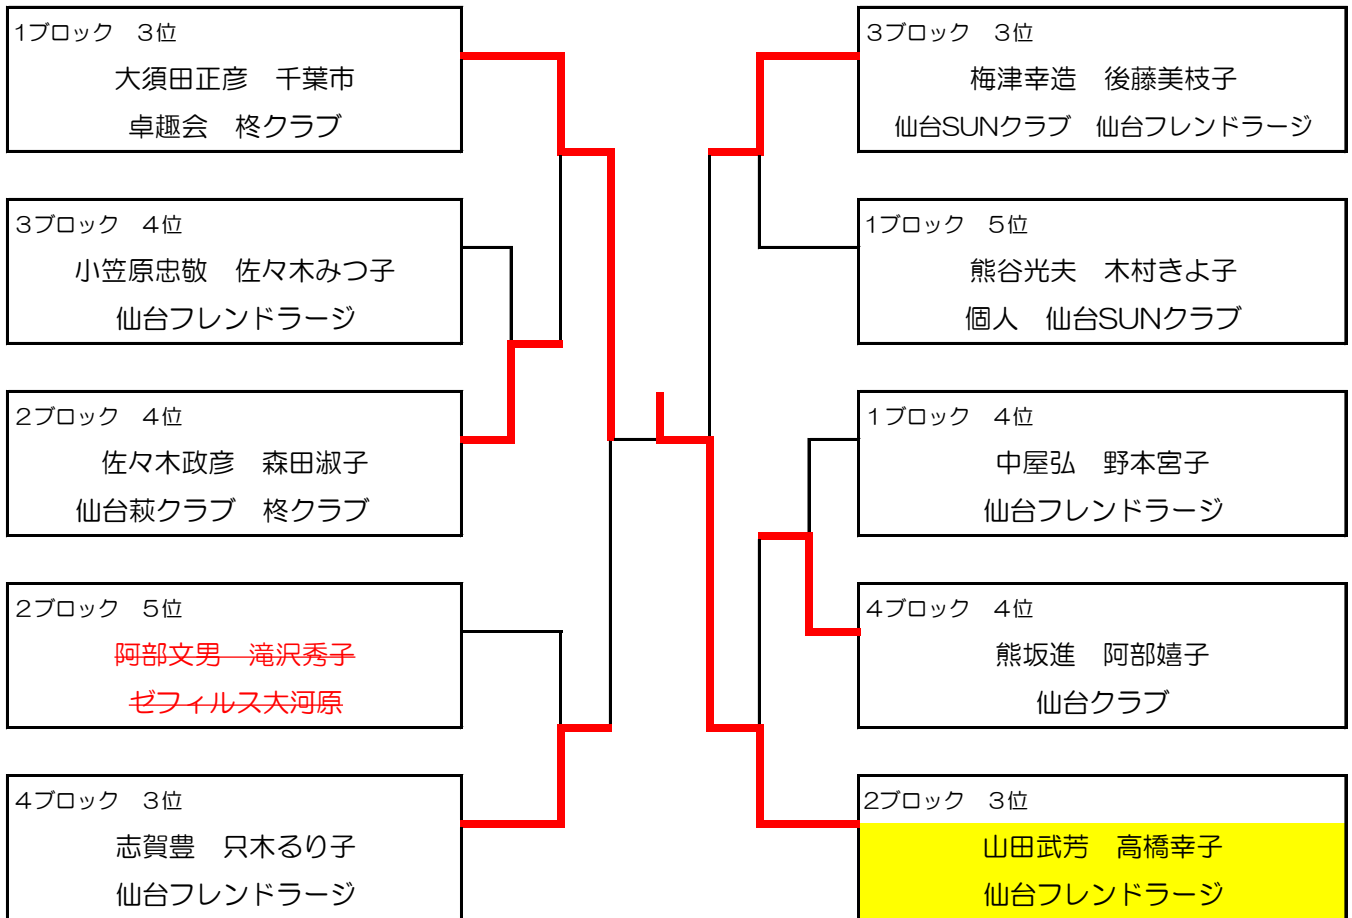 1ブロック　3位
大須田正彦　千葉市
卓趣会　柊クラブ
3ブロック　4位
小笠原忠敬　佐々木みつ子
仙台フレンドラージ
2ブロック　4位
佐々木政彦　森田淑子
仙台萩クラブ　柊クラブ
2ブロック　5位
阿部文男　滝沢秀子
ゼフィルス大河原
4ブロック　3位
志賀豊　只木るり子
仙台フレンドラージ
3ブロック　3位
梅津幸造　後藤美枝子
仙台SUNクラブ　仙台フレンドラージ
1ブロック　5位
熊谷光夫　木村きよ子
個人　仙台SUNクラブ
1ブロック　4位
中屋弘　野本宮子
仙台フレンドラージ
4ブロック　4位
熊坂進　阿部嬉子
仙台クラブ
2ブロック　3位
山田武芳　高橋幸子
仙台フレンドラージ